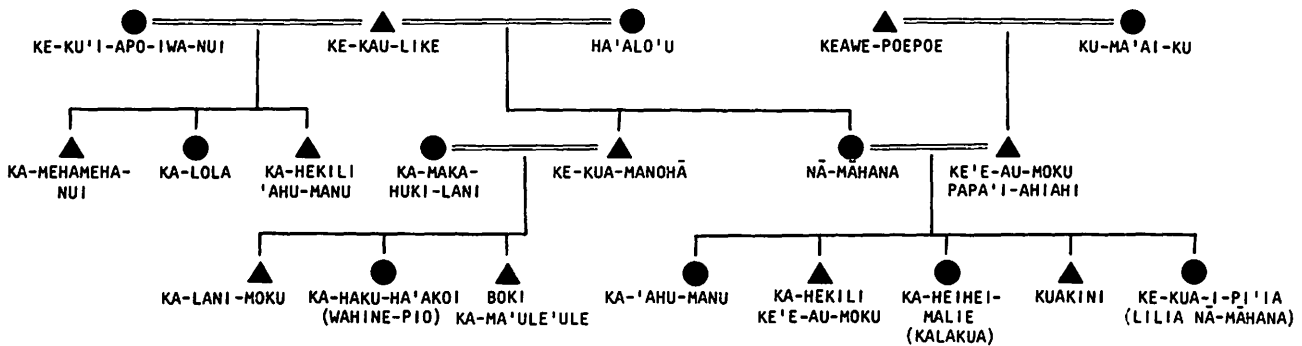 KE-KU'I-APO-IWA-NUI
KE-KAU-LIKE
HA'ALO'U
KEAWE-POEPOE
KU-MA'AI-KU
KA-MEHAMEHA-
NUI
KA-LOLA
KA-HEKILI
'AHU-MANU
KA-MAKA-
HUKI-LANI
KE-KUA-MANOHĀ
NĀ-MĀHANA
KE'E-AU-MOKU
PAPA'I-AHIAHI
KA-LANI-MOKU
KA-HAKU-HA'AKOI
(WAHINE-PIO)
BOKI
KA-MA'ULE'ULE
KA-'AHU-MANU
KA-HEKILI
KE'E-AU-MOKU
KA-HEIHEI-
MALIE
(KALAKUA)
KUAKINI
KE-KUA-I-PI'IA
(LILIA NĀ-MĀHANA)